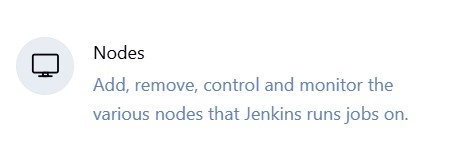 Nodes
Add, remove, control and monitor the
various nodes that Jenkins runs jobs on.